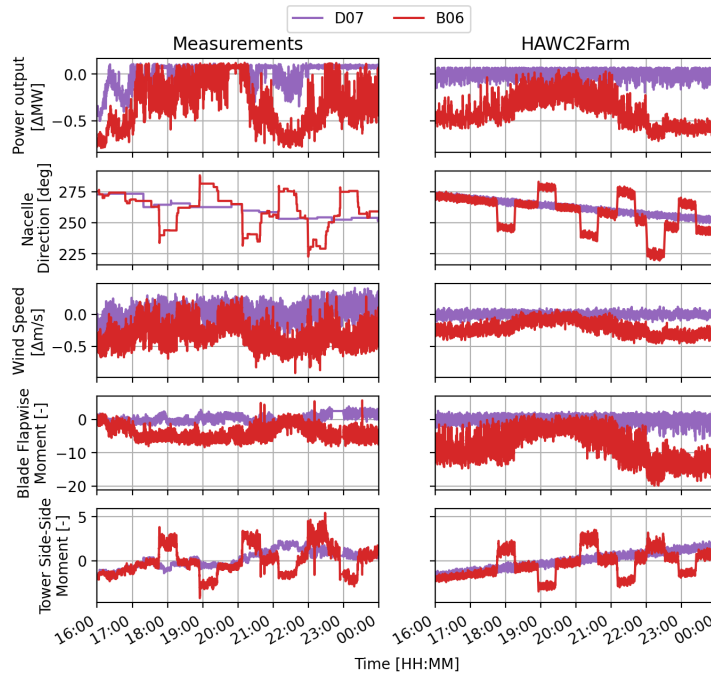 D07 B06
Measurements HAWC2Farm
Power output
[ΔMW]
0.0
−0.5
Nacelle
Direction [deg]
275
250
225
Wind Speed
[Δm/s]
0.0
−0.5
Blade Flapwise
Moment [-]
0
−10
−20
Tower Side-Side
Moment [-]
5
0
16:00 17:00 18:00 19:00 20:00 21:00 22:00 23:00 00:00 16:00 17:00 18:00 19:00 20:00 21:00 22:00 23:00 00:00
Time [HH:MM]